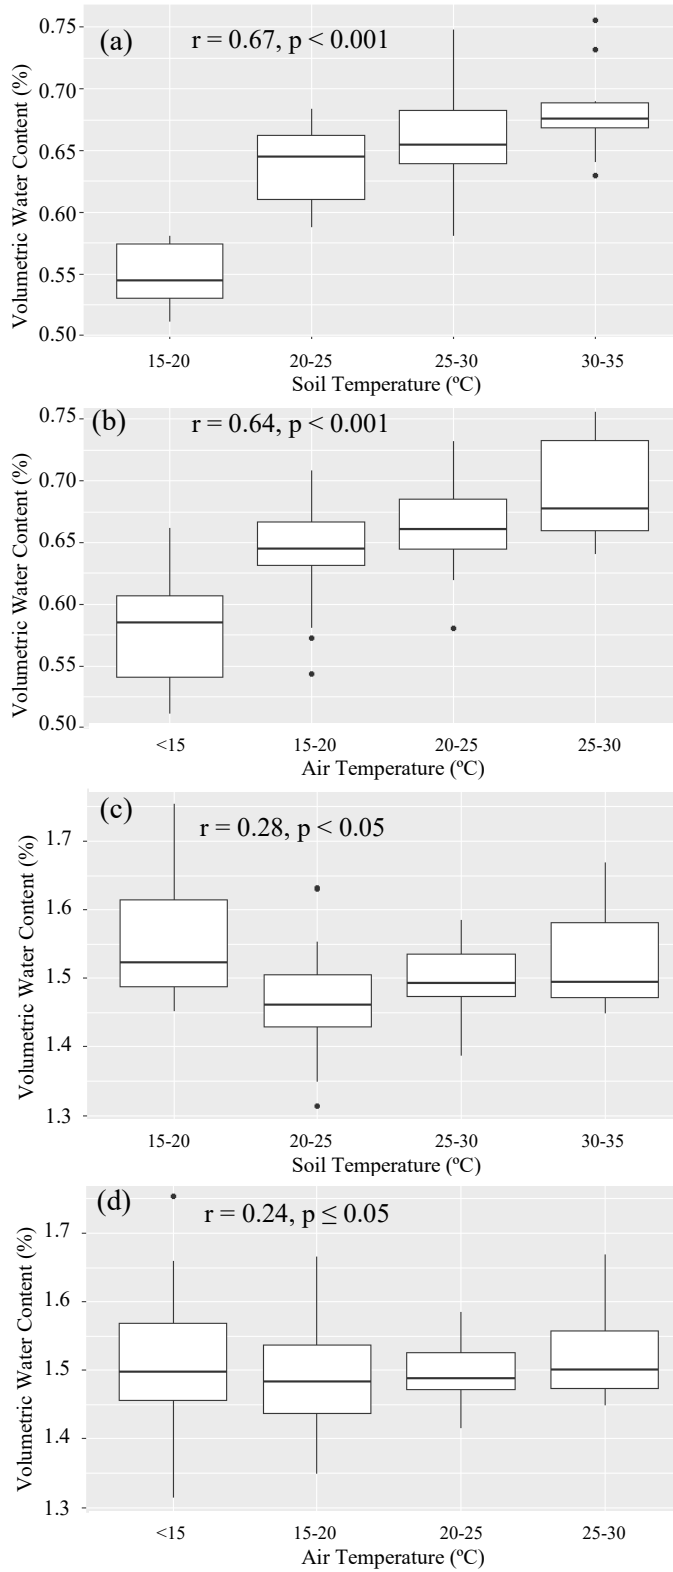 (a)
r = 0.67, p < 0.001
Volumetric Water Content (%)
0.75
0.70
0.65
0.60
0.55
0.50
15-20 20-25 25-30 30-35
Soil Temperature (ºC)
(b)
r = 0.64, p < 0.001
Volumetric Water Content (%)
0.75
0.70
0.65
0.60
0.55
0.50
<15 15-20 20-25 25-30
Air Temperature (ºC)
(c)
r = 0.28, p < 0.05
Volumetric Water Content (%)
1.7
1.6
1.5
1.4
1.3
15-20 20-25 25-30 30-35
Soil Temperature (ºC)
(d)
r = 0.24, p ≤ 0.05
Volumetric Water Content (%)
1.7
1.6
1.5
1.4
1.3
<15 15-20 20-25 25-30
Air Temperature (ºC)